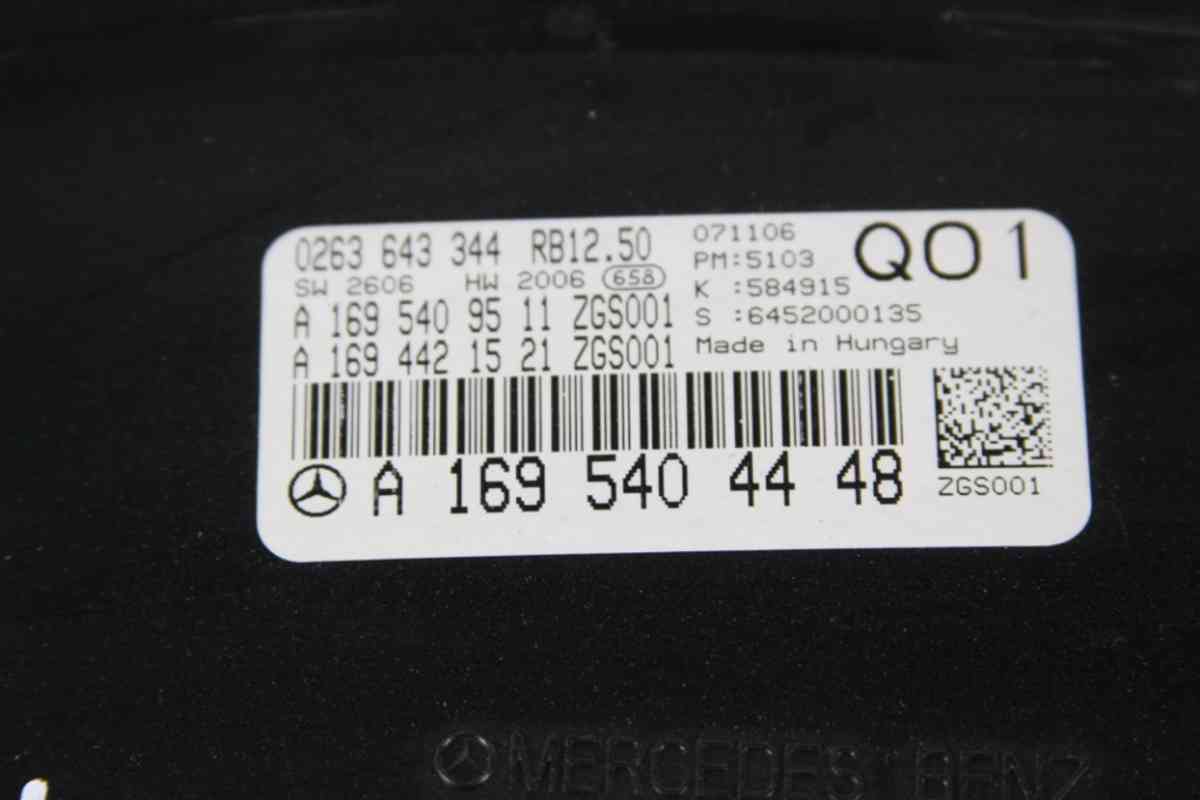 0263 643 344 RB12.50
SW 2606 HW 2006 658
A 169 540 95 11 ZGS001
A 169 442 15 21 ZGS001
071106
PM:5103
K :584915
S :6452000135
Made in Hungary
QO1
A 169 540 44 48
ZGS001
MERCEDES BENZ